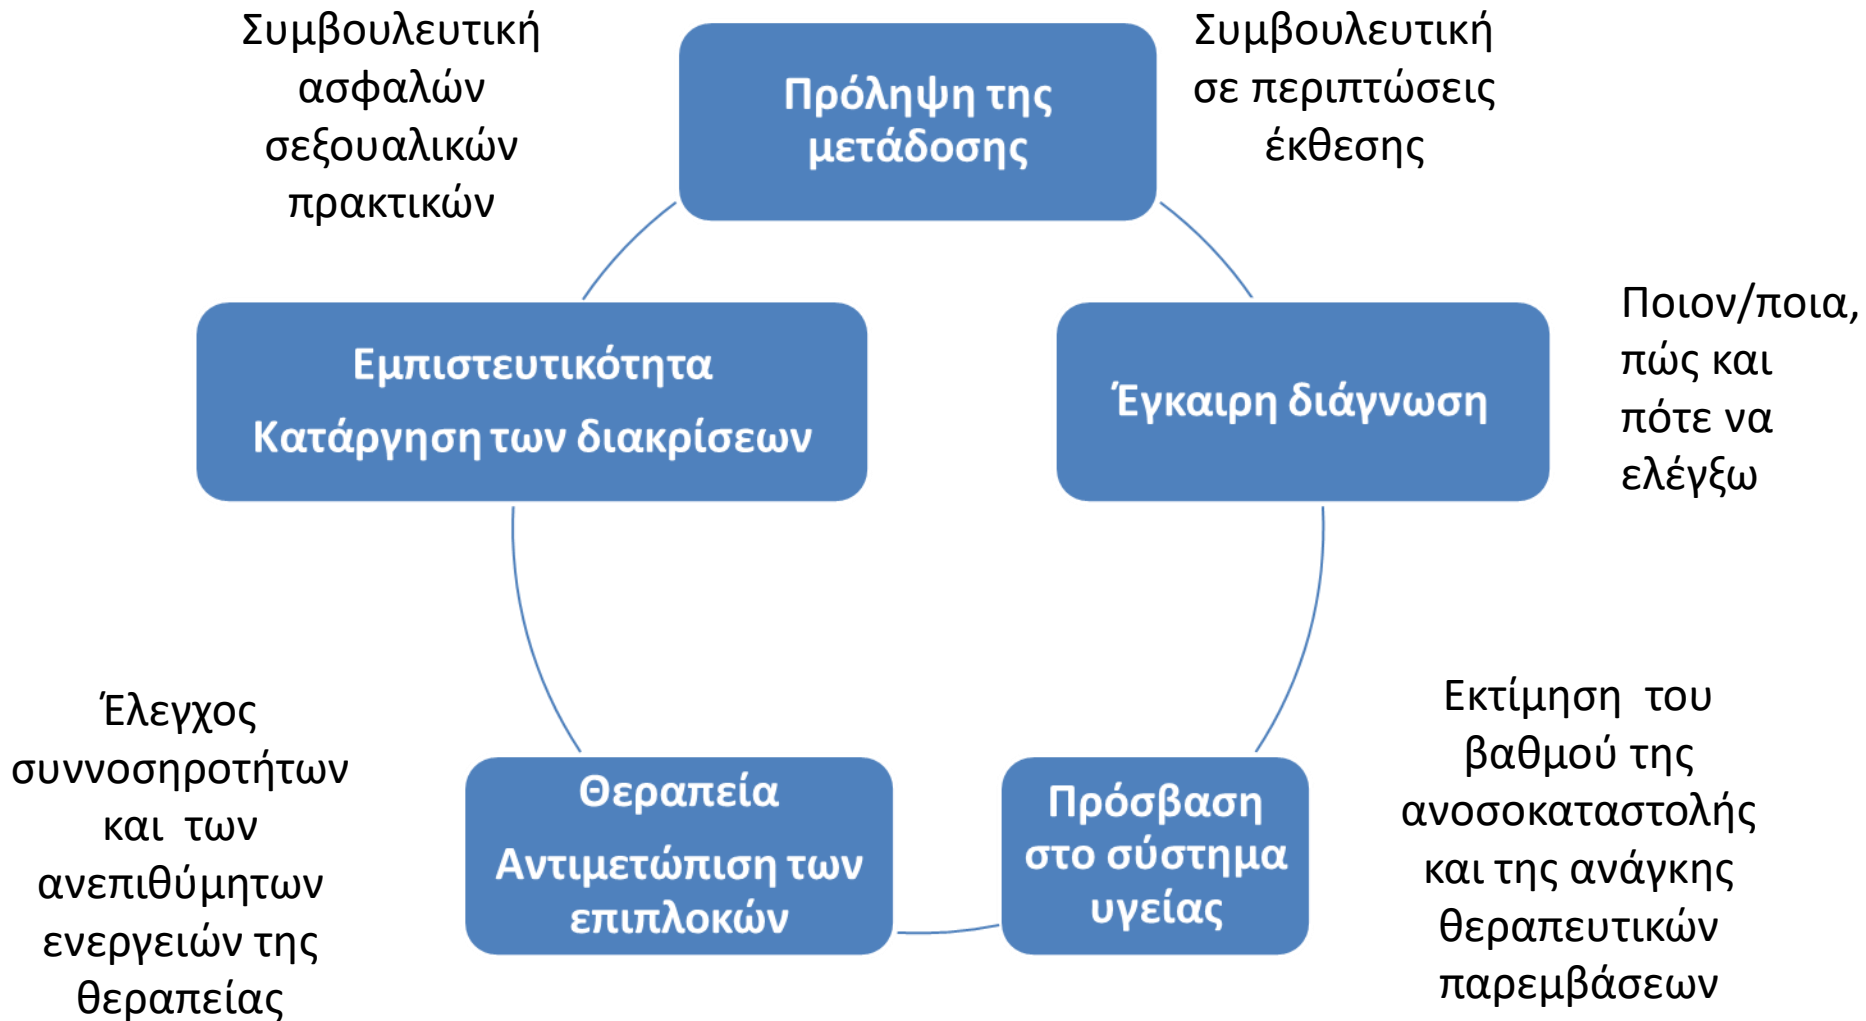 Συμβουλευτική
ασφαλών
σεξουαλικών
πρακτικών
Πρόληψη της
μετάδοσης
Συμβουλευτική
σε περιπτώσεις
έκθεσης
Εμπιστευτικότητα
Κατάργηση των διακρίσεων
Έγκαιρη διάγνωση
Ποιον/ποια,
πώς και
πότε να
ελέγξω
Έλεγχος
συννοσηροτήτων
και των
ανεπιθύμητων
ενεργειών της
θεραπείας
Θεραπεία
Αντιμετώπιση των
επιπλοκών
Πρόσβαση
στο σύστημα
υγείας
Εκτίμηση του
βαθμού της
ανοσοκαταστολής
και της ανάγκης
θεραπευτικών
παρεμβάσεων